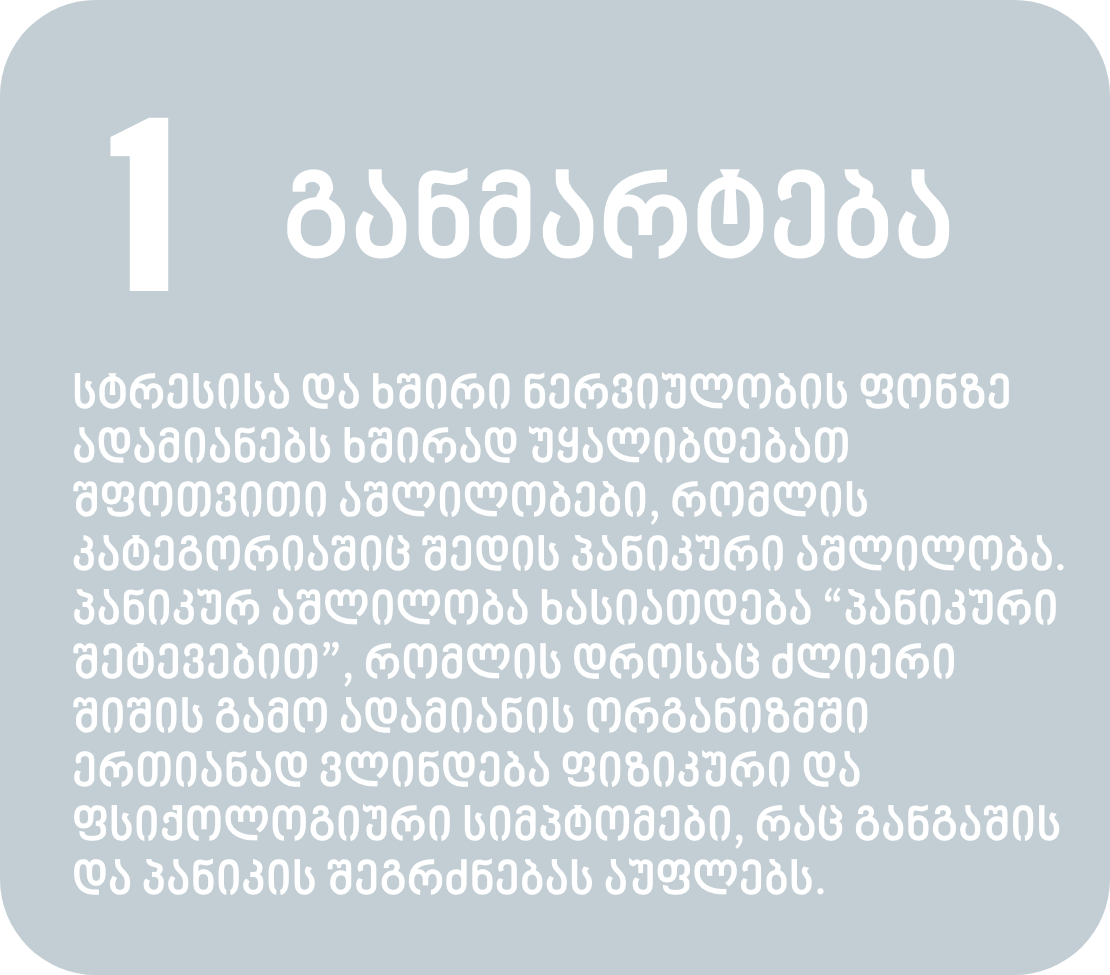 1 განმარტება
სტრესისა და ხშირი ნერვიულობის ფონზე
ადამიანებს ხშირად უყალიბდებათ
შფოთვითი აშლილობები, რომლის
კატეგორიაშიც შედის პანიკური აშლილობა.
პანიკურ აშლილობა ხასიათდება “პანიკური
შეტევებით”, რომლის დროსაც ძლიერი
შიშის გამო ადამიანის ორგანიზმში
ერთიანად ვლინდება ფიზიკური და
ფსიქოლოგიური სიმპტომები, რაც განგაშის
და პანიკის შეგრძნებას აუფლებს.